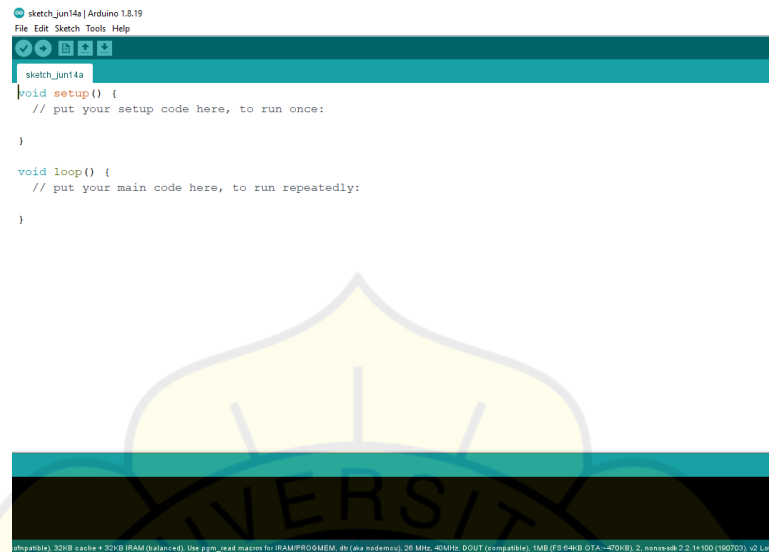 sketch_jun14a | Arduino 1.8.19
File Edit Sketch Tools Help
sketch_jun14a
void setup() {
  // put your setup code here, to run once:
}
void loop() {
  // put your main code here, to run repeatedly:
}
VERSIT
compatible), 32KB cache + 32KB IRAM (balanced), Use pgm_read macros for IRAM/PROGMEM, dtr (aka nodemcu), 26 MHz, 40MHz, DOUT (compatible), 1MB (FS:64KB OTA:~470KB), 2, nonos-sdk 2.2.1+100 (190703), v2 Lo